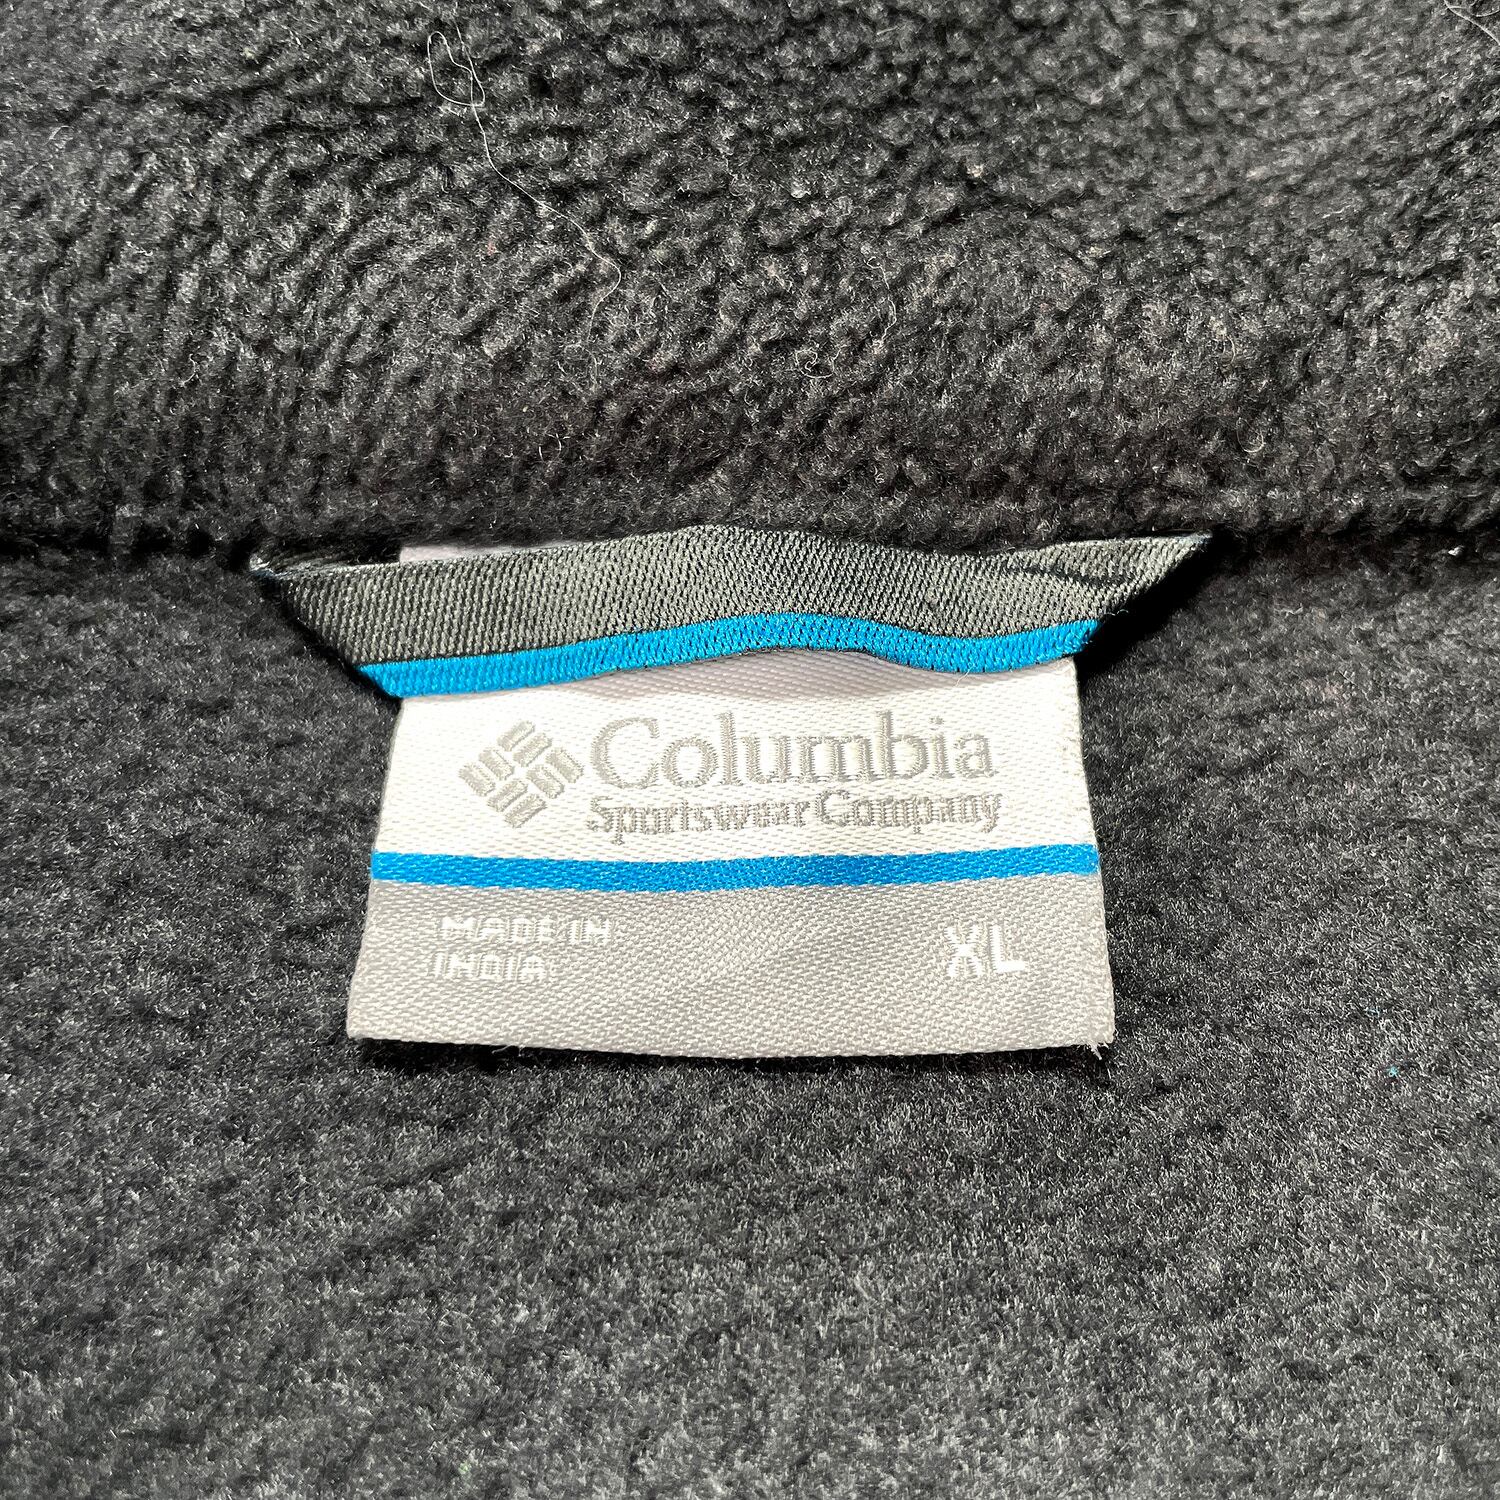 Columbia
Sportswear Company
MADE IN
INDIA
XL